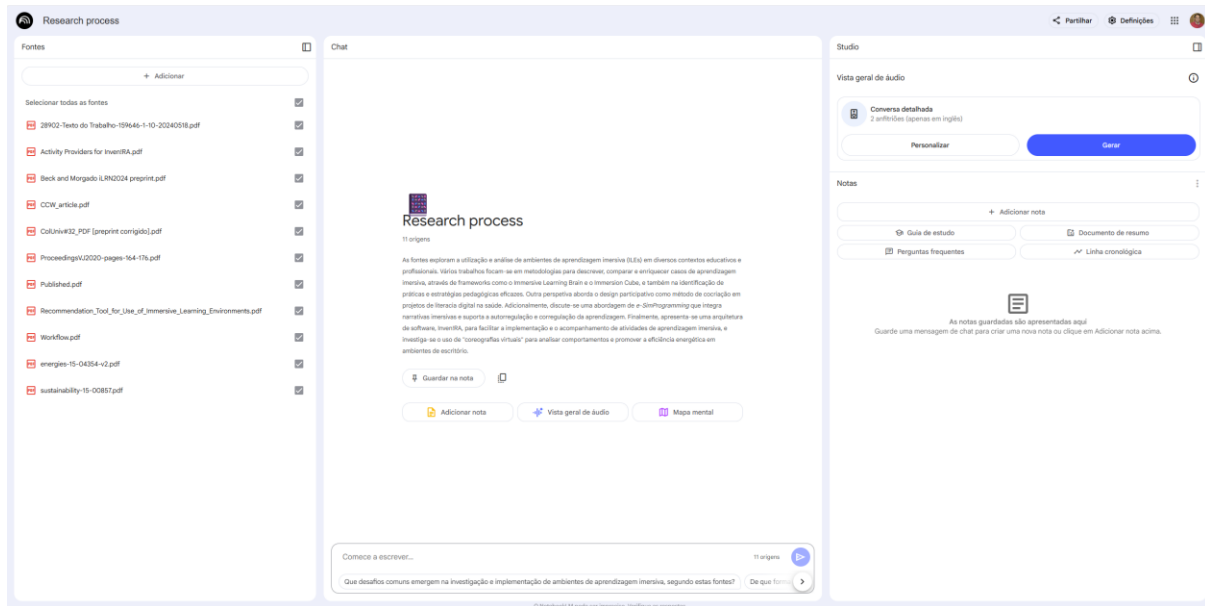 Research process
Partilhar
Definições
Fontes
Chat
Studio
+ Adicionar
Selecionar todas as fontes
PDF 28902-Texto do Trabalho-159646-1-10-20240518.pdf
PDF Activity Providers for InventRA.pdf
PDF Beck and Morgado iLRN2024 preprint.pdf
PDF CCW_article.pdf
PDF ColUniv#32_PDF [preprint corrigido].pdf
PDF ProceedingsVJ2020-pages-164-176.pdf
PDF Published.pdf
PDF Recommendation_Tool_for_Use_of_Immersive_Learning_Environments.pdf
PDF Workflow.pdf
PDF energies-15-04354-v2.pdf
PDF sustainability-15-00857.pdf
Research process
11 origens
As fontes exploram a utilização e análise de ambientes de aprendizagem imersiva (ILEs) em diversos contextos educativos e
profissionais. Vários trabalhos focam-se em metodologias para descrever, comparar e enriquecer casos de aprendizagem
imersiva, através de frameworks como o Immersive Learning Brain e o Immersion Cube, e também na identificação de
práticas e estratégias pedagógicas eficazes. Outra perspetiva aborda o design participativo como método de cocriação em
projetos de literacia digital na saúde. Adicionalmente, discute-se uma abordagem de e-SimProgramming que integra
narrativas imersivas e suporta a autorregulação e corregulação da aprendizagem. Finalmente, apresenta-se uma arquitetura
de software, InventRA, para facilitar a implementação e o acompanhamento de atividades de aprendizagem imersiva, e
investiga-se o uso de "coreografias virtuais" para analisar comportamentos e promover a eficiência energética em
ambientes de escritório.
Guardar na nota
Adicionar nota
Vista geral de áudio
Mapa mental
Comece a escrever...
11 origens
Que desafios comuns emergem na investigação e implementação de ambientes de aprendizagem imersiva, segundo estas fontes?
De que
Vista geral de áudio
Conversa detalhada
2 anfitriões (apenas em inglês)
Personalizar
Gerar
Notas
+ Adicionar nota
Guia de estudo
Documento de resumo
Perguntas frequentes
Linha cronológica
As notas guardadas são apresentadas aqui
Guarde uma mensagem de chat para criar uma nova nota ou clique em Adicionar nota acima.